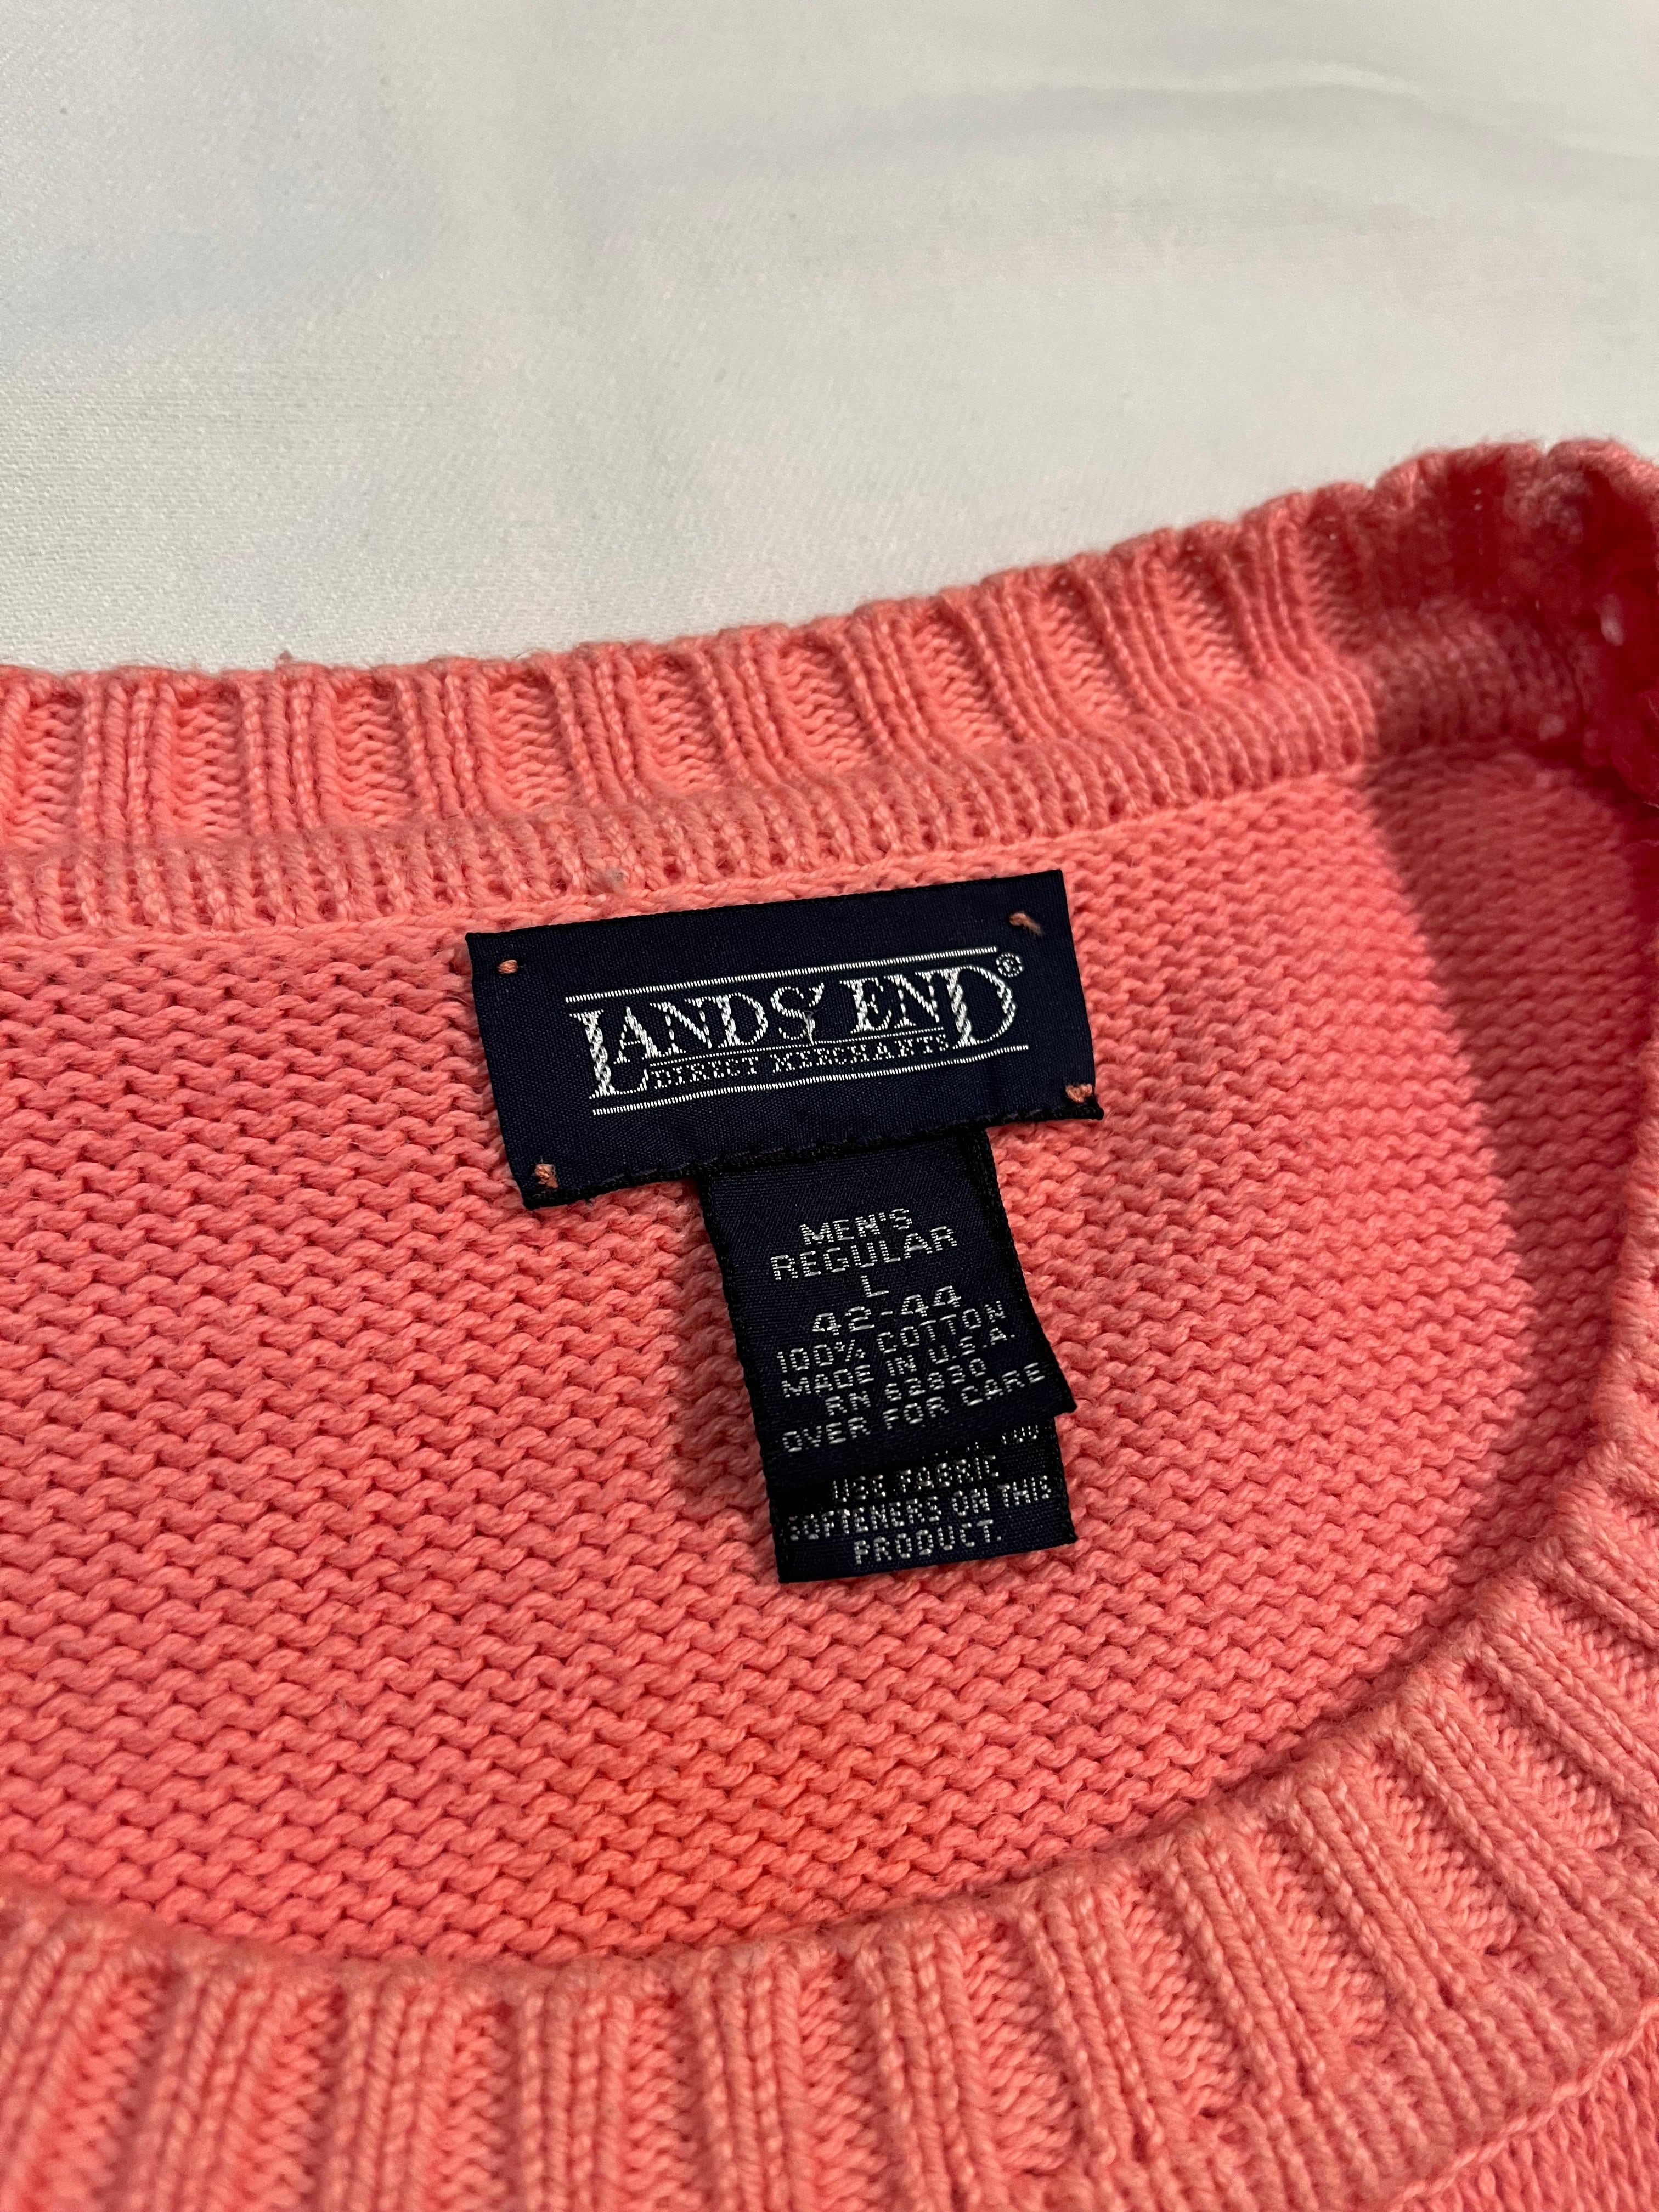 LANDS' END®
DIRECT MERCHANTS
MEN'S
REGULAR
L
42-44
100% COTTON
MADE IN U.S.A.
RN 62830
OVER FOR CARE
USE FABRIC
SOFTENERS ON THIS
PRODUCT.